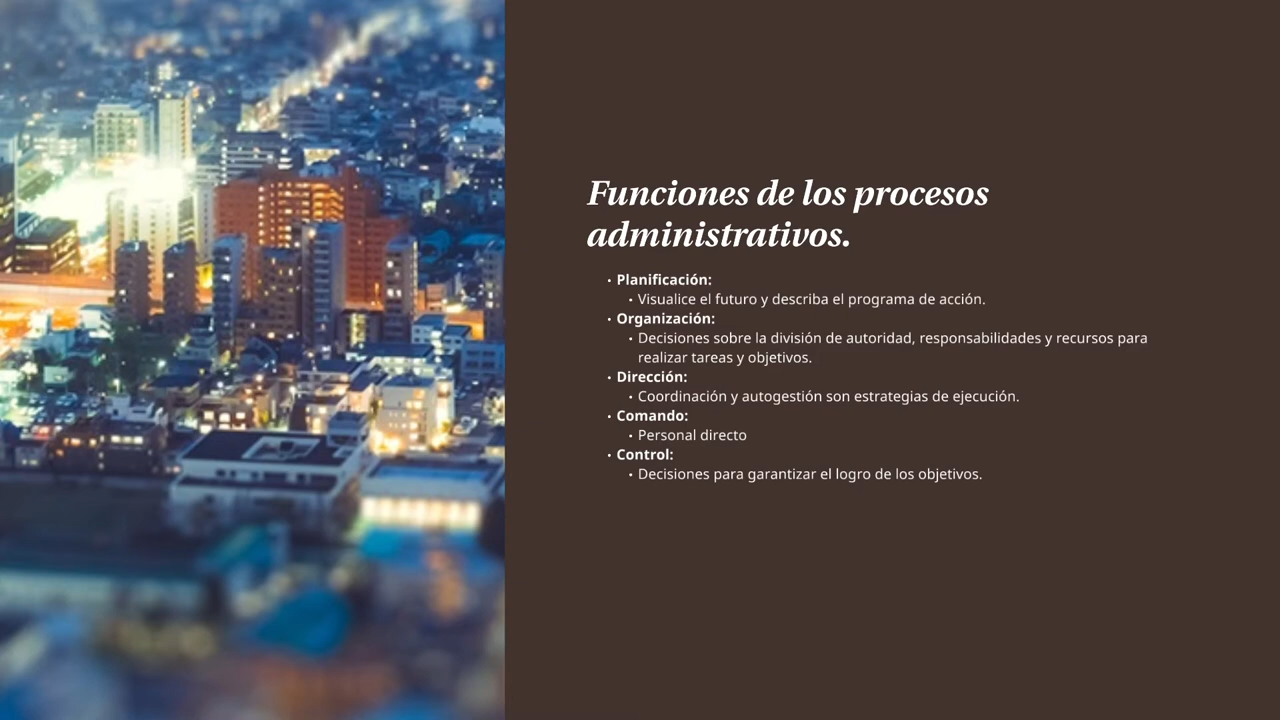 Funciones de los procesos
administrativos.
• Planificación:
• Visualice el futuro y describa el programa de acción.
• Organización:
• Decisiones sobre la división de autoridad, responsabilidades y recursos para
realizar tareas y objetivos.
• Dirección:
• Coordinación y autogestión son estrategias de ejecución.
• Comando:
• Personal directo
• Control:
• Decisiones para garantizar el logro de los objetivos.